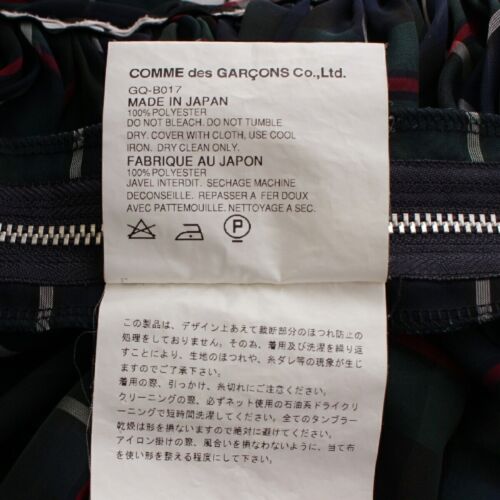 COMME des GARÇONS Co.,Ltd.
GQ-B017
MADE IN JAPAN
100% POLYESTER
DO NOT BLEACH. DO NOT TUMBLE
DRY. COVER WITH CLOTH, USE COOL
IRON. DRY CLEAN ONLY.
FABRIQUE AU JAPON
100% POLYESTER
JAVEL INTERDIT. SECHAGE MACHINE
DECONSEILLE. REPASSER A FER DOUX
AVEC PATTEMOUILLE. NETTOYAGE A SEC.
P
この製品は、デザイン上あえて裁断部分のほつれ防止の
処理をしておりません。その為、着用及び洗濯を繰り返
すことにより、生地のほつれや、糸ダレ等の現象が生じ
ますのでご了承下さい。
着用の際、引っかけ、糸切れにご注意ください。
クリーニングの際、必ずネット使用の石油系ドライクリ
ーニングで短時間洗濯してください。全てのタンブラー
乾燥は形を損ないますので絶対に避けてください。
アイロン掛けの際、風合いを損なわないように、当て布
を使い形を整える程度にして下さい。